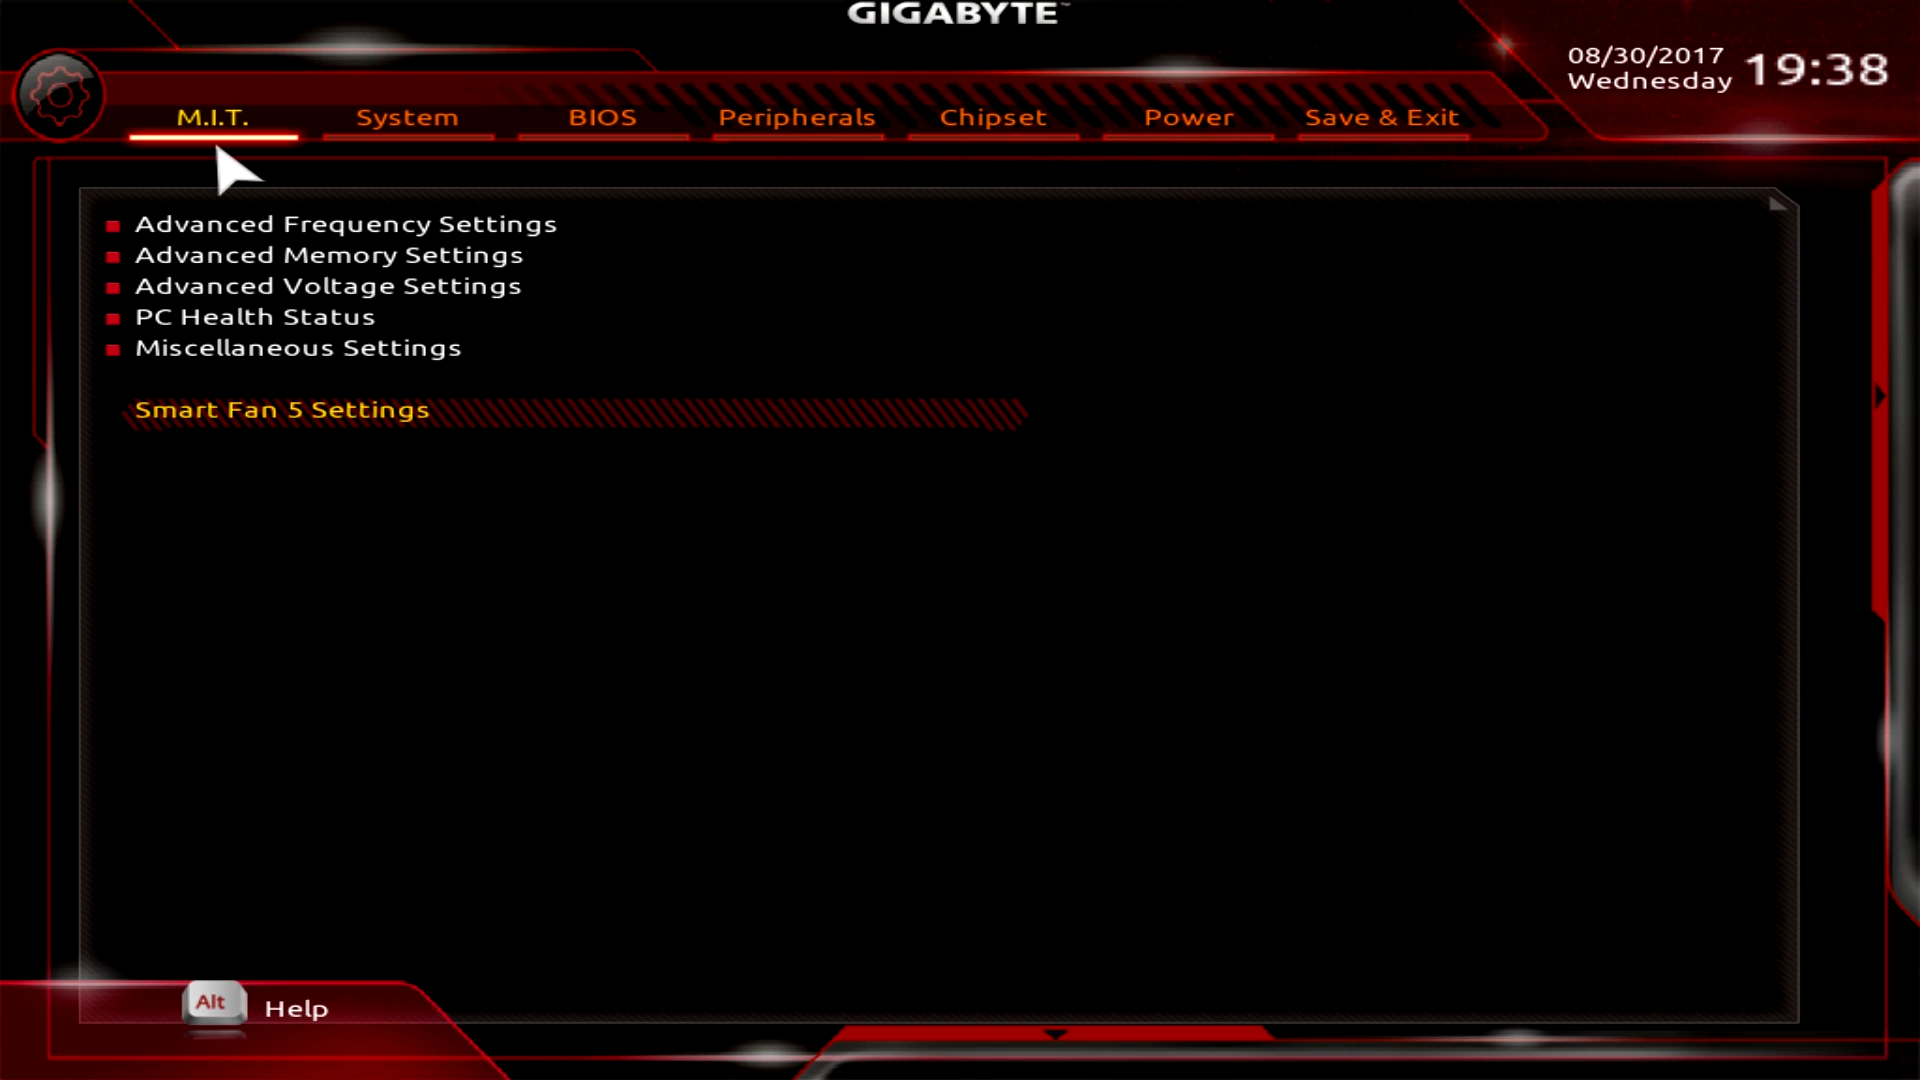 GIGABYTE™
08/30/2017
Wednesday
19:38
M.I.T. System BIOS Peripherals Chipset Power Save & Exit
Advanced Frequency Settings
Advanced Memory Settings
Advanced Voltage Settings
PC Health Status
Miscellaneous Settings
Smart Fan 5 Settings
Alt Help